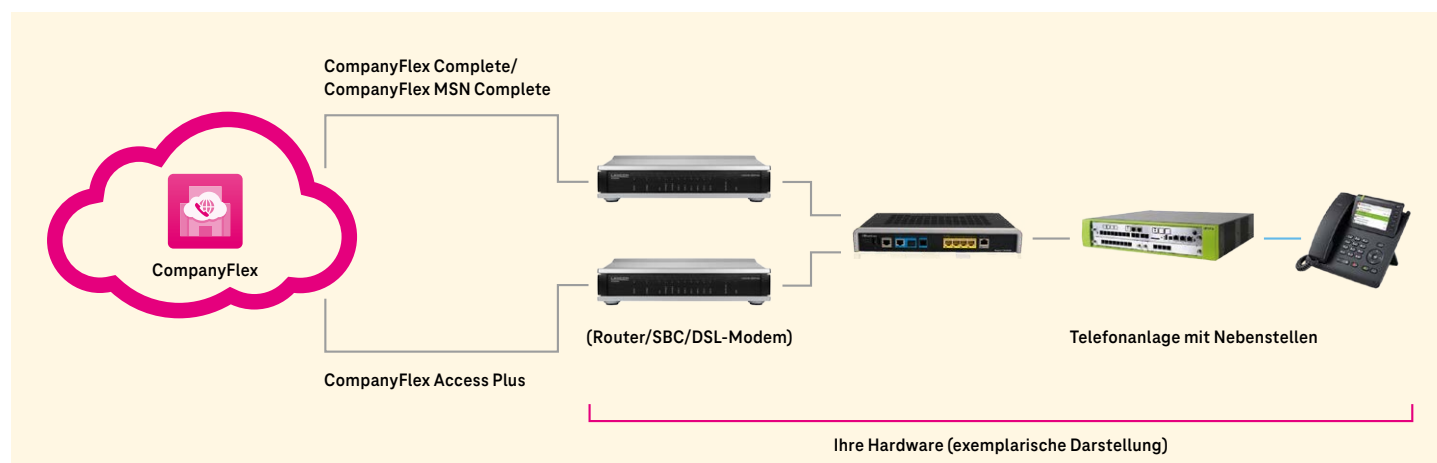 CompanyFlex Complete/
CompanyFlex MSN Complete
CompanyFlex
(Router/SBC/DSL-Modem)
Telefonanlage mit Nebenstellen
CompanyFlex Access Plus
Ihre Hardware (exemplarische Darstellung)